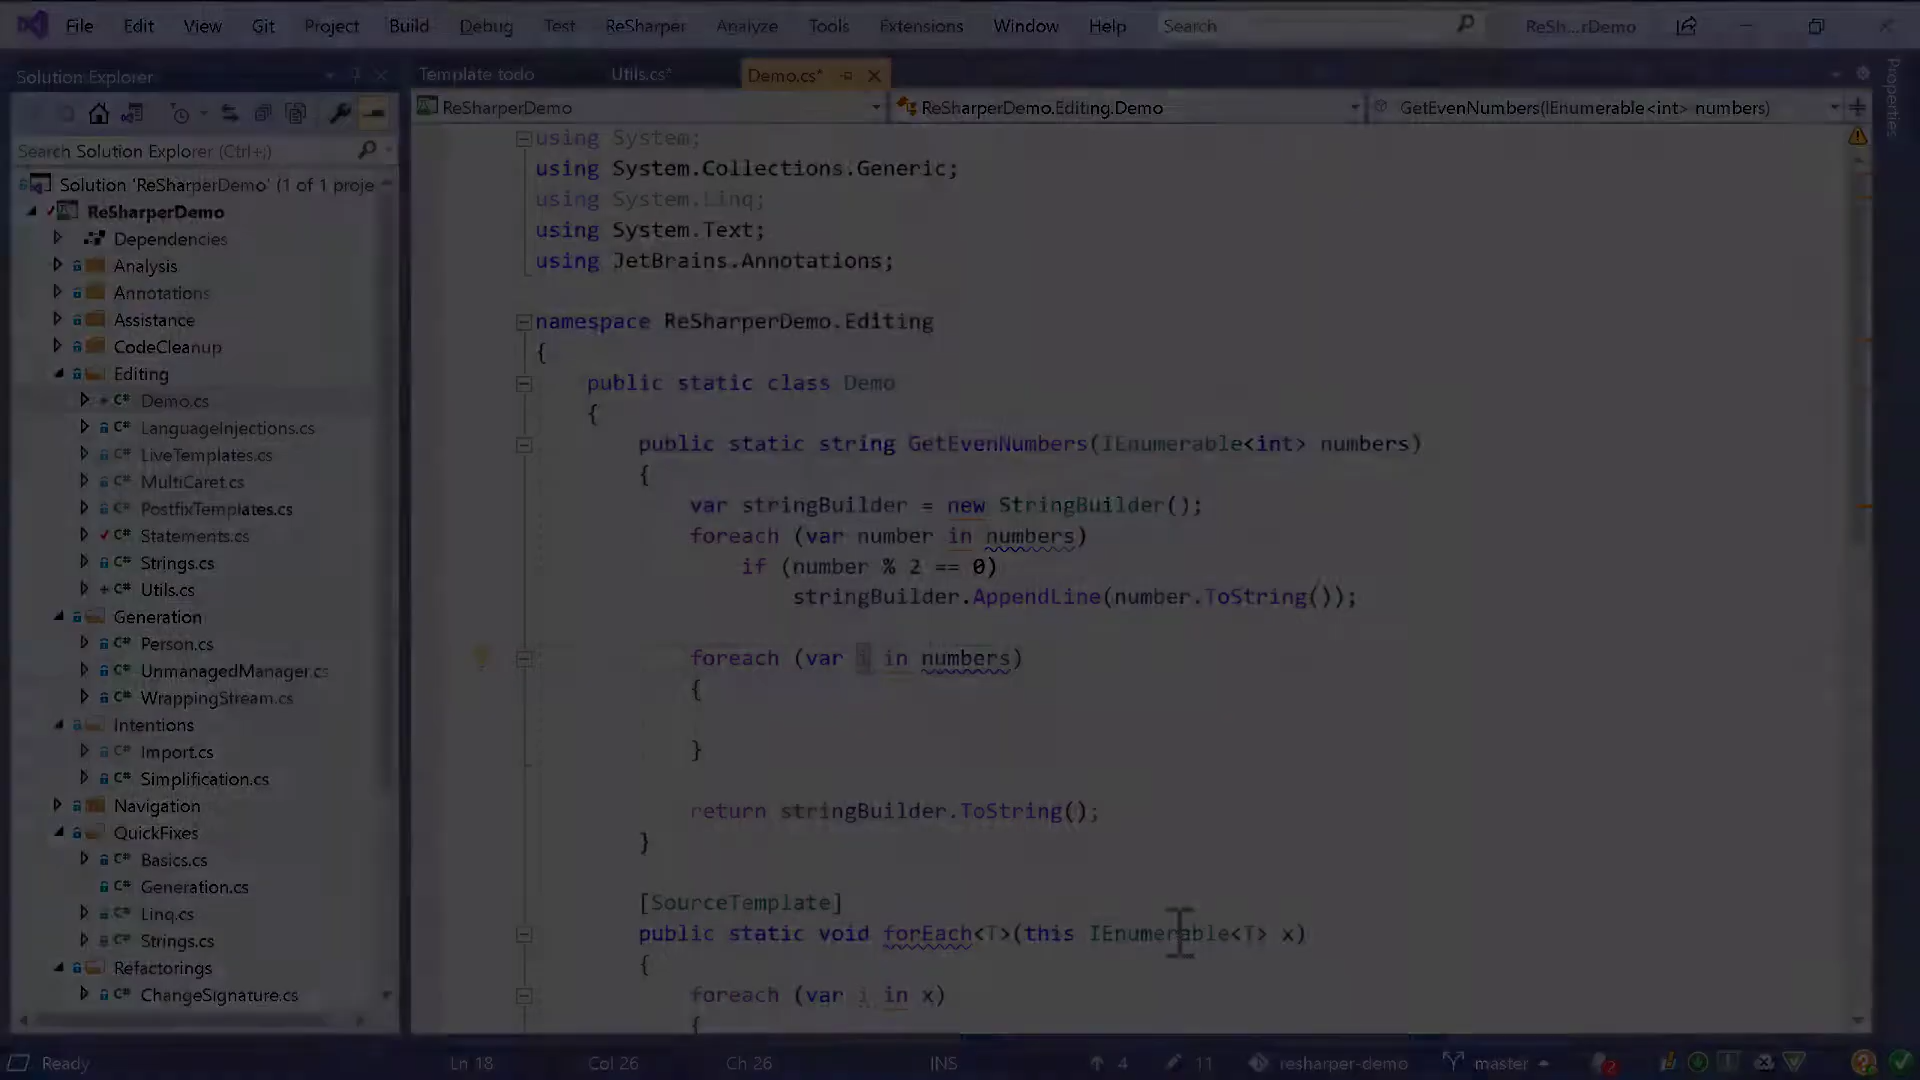 File Edit View Git Project Build Debug Test ReSharper Analyze Tools Extensions Window Help Search ReSh...rDemo
Solution Explorer
Template todo Utils.cs* Demo.cs*
ReSharperDemo ReSharperDemo.Editing.Demo GetEvenNumbers(IEnumerable<int> numbers)
Properties
Search Solution Explorer (Ctrl+;)
Solution 'ReSharperDemo' (1 of 1 proje
ReSharperDemo
Dependencies
Analysis
Annotations
Assistance
CodeCleanup
Editing
C# Demo.cs
C# LanguageInjections.cs
C# LiveTemplates.cs
C# MultiCaret.cs
C# PostfixTemplates.cs
C# Statements.cs
C# Strings.cs
C# Utils.cs
Generation
C# Person.cs
C# UnmanagedManager.cs
C# WrappingStream.cs
Intentions
C# Import.cs
C# Simplification.cs
Navigation
QuickFixes
C# Basics.cs
C# Generation.cs
C# Linq.cs
C# Strings.cs
Refactorings
C# ChangeSignature.cs
using System;
using System.Collections.Generic;
using System.Linq;
using System.Text;
using JetBrains.Annotations;
namespace ReSharperDemo.Editing
{
public static class Demo
{
public static string GetEvenNumbers(IEnumerable<int> numbers)
{
var stringBuilder = new StringBuilder();
foreach (var number in numbers)
if (number % 2 == 0)
stringBuilder.AppendLine(number.ToString());
foreach (var i in numbers)
{
}
return stringBuilder.ToString();
}
[SourceTemplate]
public static void forEach<T>(this IEnumerable<T> x)
{
foreach (var i in x)
{
Ready Ln 18 Col 26 Ch 26 INS 4 11 resharper-demo master 2